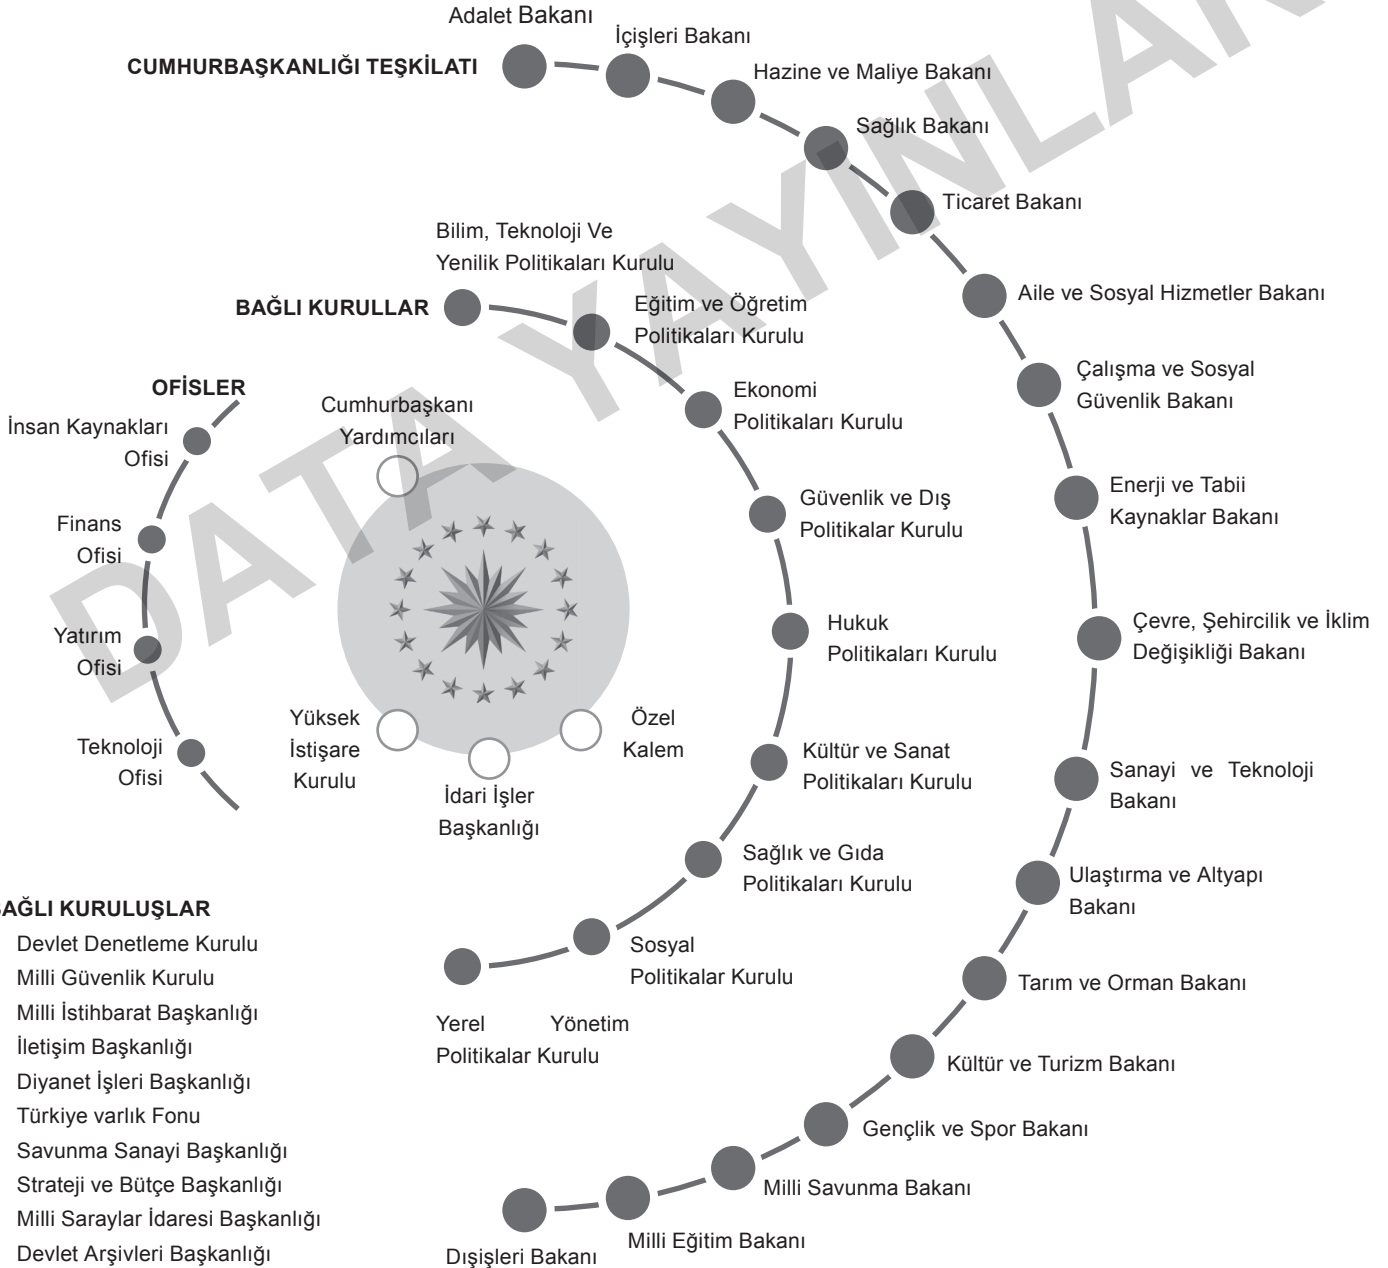 Adalet Bakanı
İçişleri Bakanı
CUMHURBAŞKANLIĞI TEŞKİLATI
Hazine ve Maliye Bakanı
Sağlık Bakanı
Ticaret Bakanı
Aile ve Sosyal Hizmetler Bakanı
Çalışma ve Sosyal
Güvenlik Bakanı
Enerji ve Tabii
Kaynaklar Bakanı
Çevre, Şehircilik ve İklim
Değişikliği Bakanı
Sanayi ve Teknoloji
Bakanı
Ulaştırma ve Altyapı
Bakanı
Tarım ve Orman Bakanı
Kültür ve Turizm Bakanı
Gençlik ve Spor Bakanı
Milli Savunma Bakanı
Milli Eğitim Bakanı
Dışişleri Bakanı
Bilim, Teknoloji Ve
Yenilik Politikaları Kurulu
BAĞLI KURULLAR
Eğitim ve Öğretim
Politikaları Kurulu
Ekonomi
Politikaları Kurulu
Güvenlik ve Dış
Politikalar Kurulu
Hukuk
Politikaları Kurulu
Kültür ve Sanat
Politikaları Kurulu
Sağlık ve Gıda
Politikaları Kurulu
Sosyal
Politikalar Kurulu
Yerel Yönetim
Politikalar Kurulu
OFİSLER
İnsan Kaynakları
Ofisi
Finans
Ofisi
Yatırım
Ofisi
Teknoloji
Ofisi
Cumhurbaşkanı
Yardımcıları
Yüksek
İstişare
Kurulu
İdari İşler
Başkanlığı
Özel
Kalem
BAĞLI KURULUŞLAR
Devlet Denetleme Kurulu
Milli Güvenlik Kurulu
Milli İstihbarat Başkanlığı
İletişim Başkanlığı
Diyanet İşleri Başkanlığı
Türkiye varlık Fonu
Savunma Sanayi Başkanlığı
Strateji ve Bütçe Başkanlığı
Milli Saraylar İdaresi Başkanlığı
Devlet Arşivleri Başkanlığı
DATA YAYINLAR